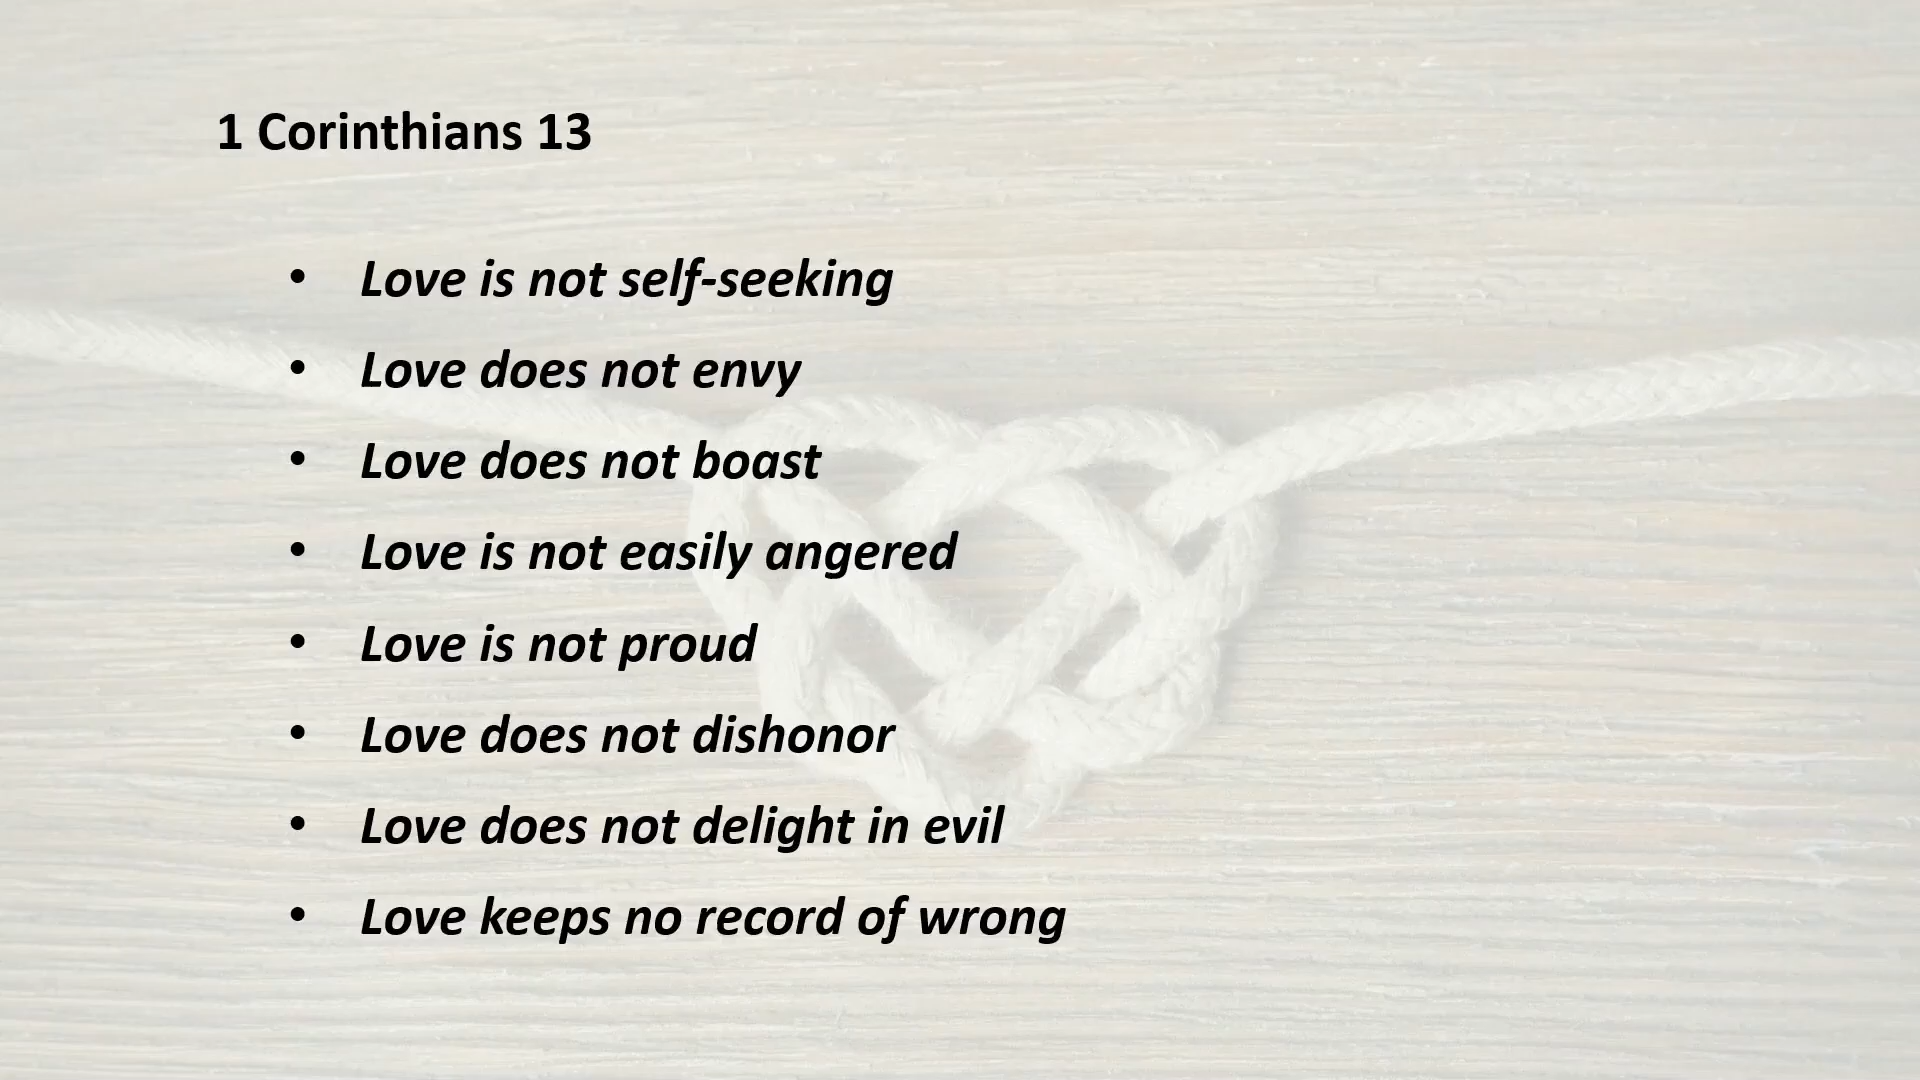 1 Corinthians 13
• Love is not self-seeking
• Love does not envy
• Love does not boast
• Love is not easily angered
• Love is not proud
• Love does not dishonor
• Love does not delight in evil
• Love keeps no record of wrong